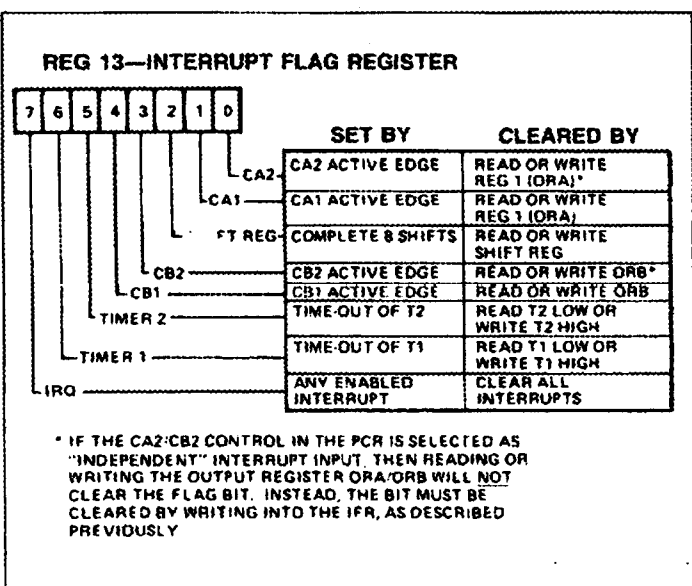 REG 13—INTERRUPT FLAG REGISTER
7 6 5 4 3 2 1 0
SET BY CLEARED BY
CA2 CA2 ACTIVE EDGE READ OR WRITE
REG 1 (ORA)*
CA1 CA1 ACTIVE EDGE READ OR WRITE
REG 1 (ORA)
FT REG COMPLETE 8 SHIFTS READ OR WRITE
SHIFT REG
CB2 CB2 ACTIVE EDGE READ OR WRITE ORB*
CB1 CB1 ACTIVE EDGE READ OR WRITE ORB
TIMER 2 TIME-OUT OF T2 READ T2 LOW OR
WRITE T2 HIGH
TIMER 1 TIME-OUT OF T1 READ T1 LOW OR
WRITE T1 HIGH
IRQ ANY ENABLED CLEAR ALL
INTERRUPT INTERRUPTS
* IF THE CA2/CB2 CONTROL IN THE PCR IS SELECTED AS
"INDEPENDENT" INTERRUPT INPUT, THEN READING OR
WRITING THE OUTPUT REGISTER ORA/ORB WILL NOT
CLEAR THE FLAG BIT. INSTEAD, THE BIT MUST BE
CLEARED BY WRITING INTO THE IFR, AS DESCRIBED
PREVIOUSLY